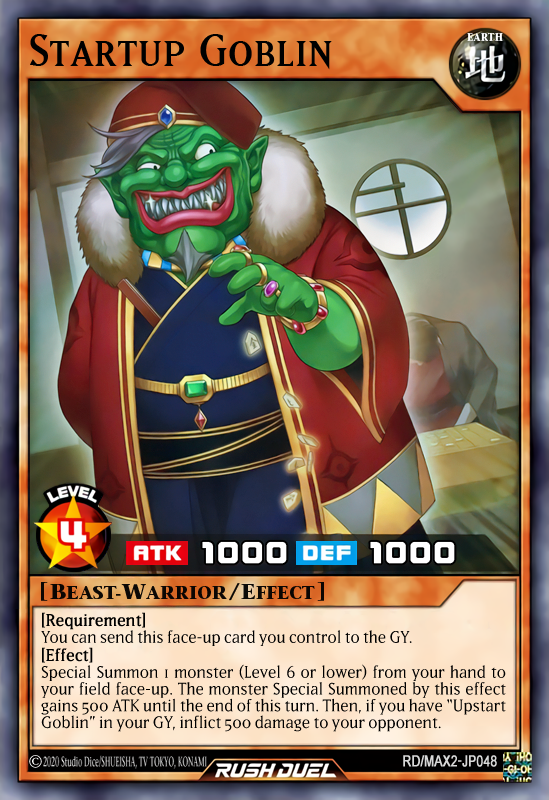 STARTUP GOBLIN
EARTH
地
LEVEL
4
ATK 1000 DEF 1000
[BEAST-WARRIOR/EFFECT]
[Requirement]
You can send this face-up card you control to the GY.
[Effect]
Special Summon 1 monster (Level 6 or lower) from your hand to
your field face-up. The monster Special Summoned by this effect
gains 500 ATK until the end of this turn. Then, if you have “Upstart
Goblin” in your GY, inflict 500 damage to your opponent.
©2020 Studio Dice/SHUEISHA, TV TOKYO, KONAMI
RUSH DUEL
RD/MAX2-JP048